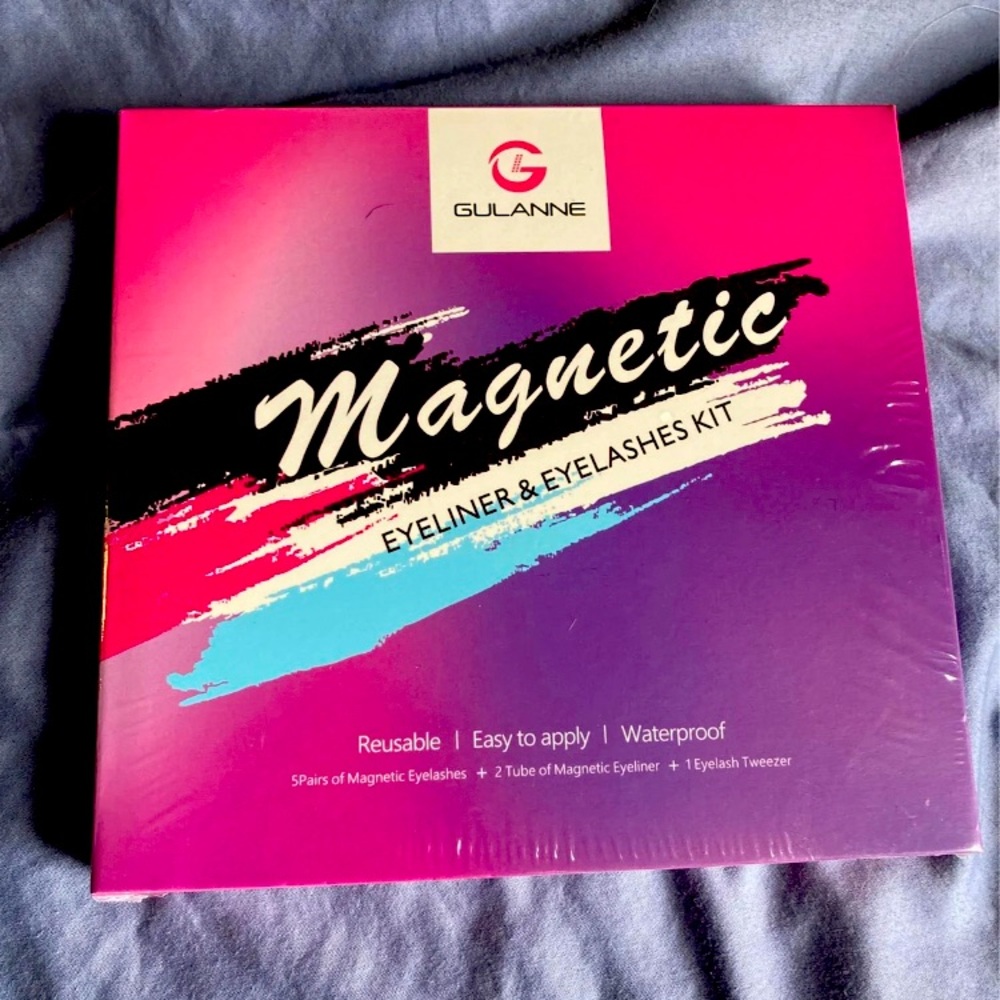 GULANNE
Magnetic
EYELINER & EYELASHES KIT
Reusable | Easy to apply | Waterproof
5Pairs of Magnetic Eyelashes + 2 Tube of Magnetic Eyeliner + 1 Eyelash Tweezer